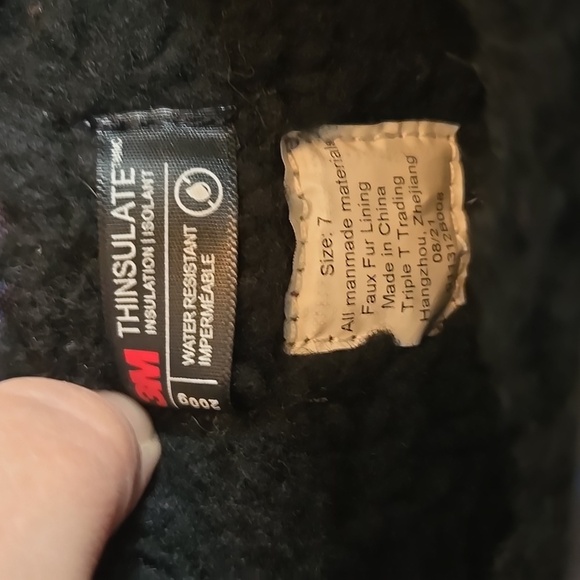 3M THINSULATE
INSULATION | ISOLANT
WATER RESISTANT
IMPERMÉABLE
200g
Size: 7
All manmade materials
Faux Fur Lining
Made in China
Triple T Trading
Hangzhou, Zhejiang
08/21